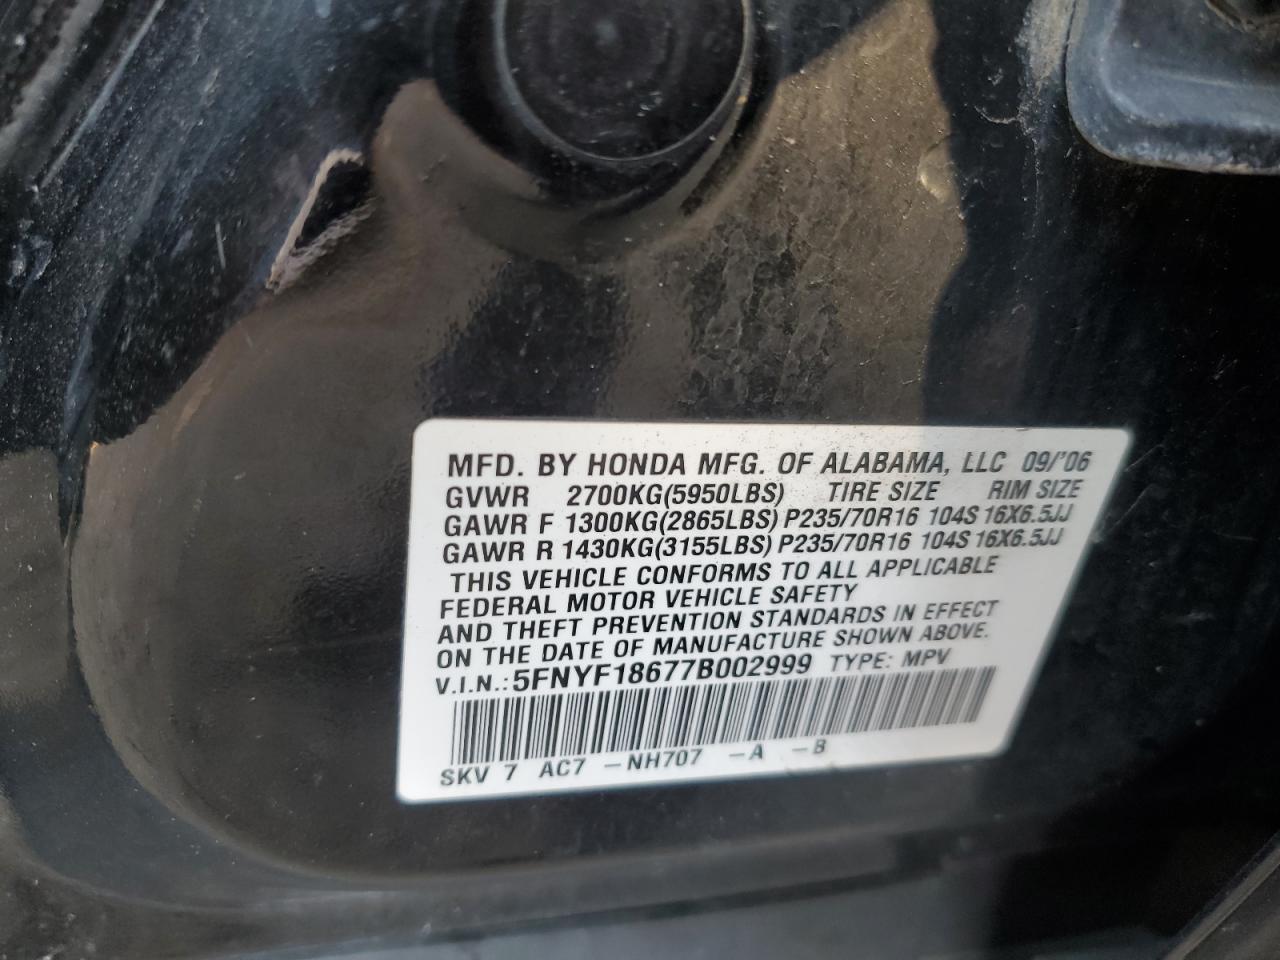 MFD. BY HONDA MFG. OF ALABAMA, LLC 09/'06
GVWR 2700KG(5950LBS) TIRE SIZE RIM SIZE
GAWR F 1300KG(2865LBS) P235/70R16 104S 16X6.5JJ
GAWR R 1430KG(3155LBS) P235/70R16 104S 16X6.5JJ
THIS VEHICLE CONFORMS TO ALL APPLICABLE
FEDERAL MOTOR VEHICLE SAFETY
AND THEFT PREVENTION STANDARDS IN EFFECT
ON THE DATE OF MANUFACTURE SHOWN ABOVE.
V.I.N.: 5FNYF18677B002999 TYPE: MPV
SKV 7 AC7 -NH707 -A -B